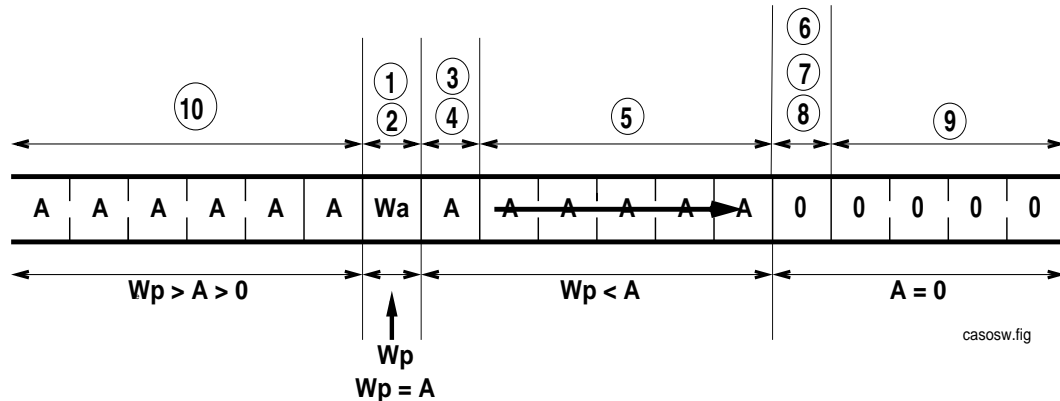 6
1 3 7
10 2 4 5 8 9
A A A A A A Wa A A A A A A 0 0 0 0 0
Wp > A > 0 Wp < A A = 0
casosw.fig
Wp
Wp = A